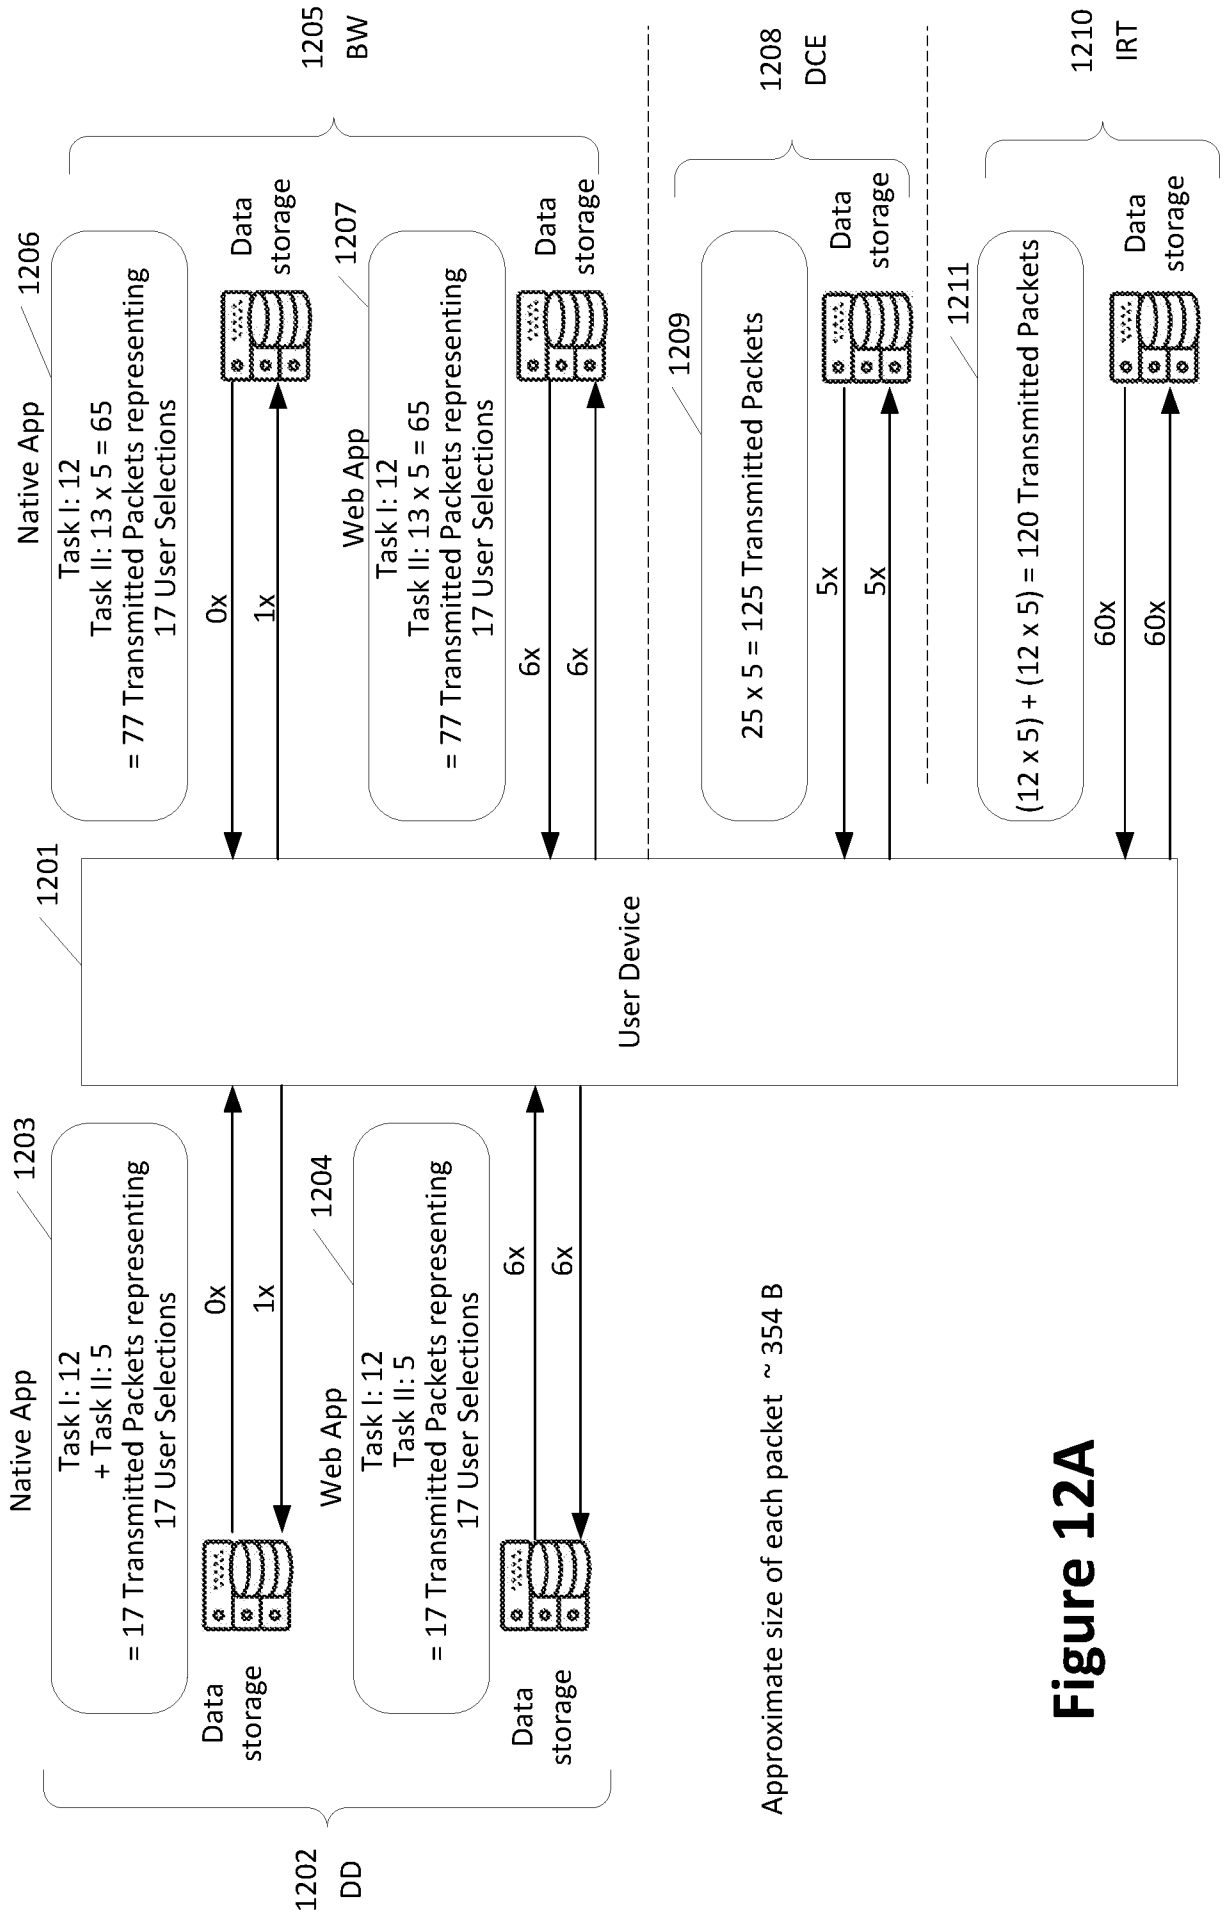 1202
DD
Native App
1203
Task I: 12
+ Task II: 5
= 17 Transmitted Packets representing
17 User Selections
Data
storage
0x
1x
Web App
1204
Task I: 12
Task II: 5
= 17 Transmitted Packets representing
17 User Selections
Data
storage
6x
6x
Approximate size of each packet ~ 354 B
1201
User Device
Native App
1206
Task I: 12
Task II: 13 x 5 = 65
= 77 Transmitted Packets representing
17 User Selections
0x
1x
Data
storage
Web App
1207
Task I: 12
Task II: 13 x 5 = 65
= 77 Transmitted Packets representing
17 User Selections
6x
6x
Data
storage
1205
BW
1209
25 x 5 = 125 Transmitted Packets
5x
5x
Data
storage
1208
DCE
1211
(12 x 5) + (12 x 5) = 120 Transmitted Packets
60x
60x
Data
storage
1210
IRT
Figure 12A